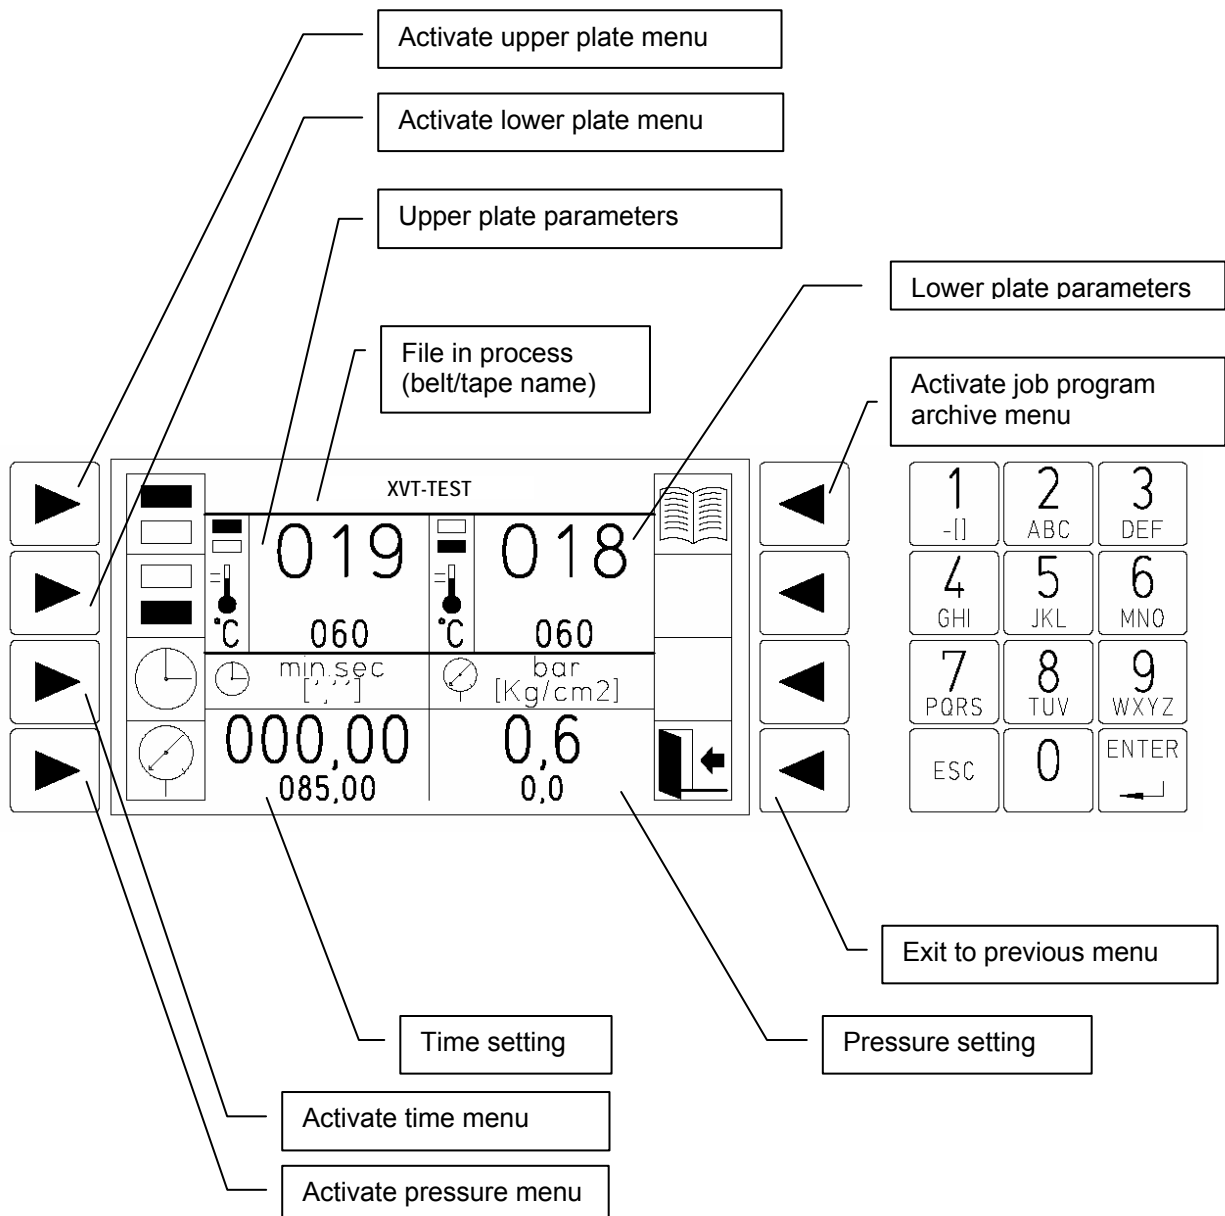 Activate upper plate menu
Activate lower plate menu
Upper plate parameters
Lower plate parameters
File in process
(belt/tape name)
Activate job program
archive menu
XVT-TEST
019
018
°C
060
°C
060
min.sec
[','']
bar
[Kg/cm2]
000,00
0,6
085,00
0,0
1
-[]
2
ABC
3
DEF
4
GHI
5
JKL
6
MNO
7
PQRS
8
TUV
9
WXYZ
ESC
0
ENTER
Exit to previous menu
Time setting
Pressure setting
Activate time menu
Activate pressure menu